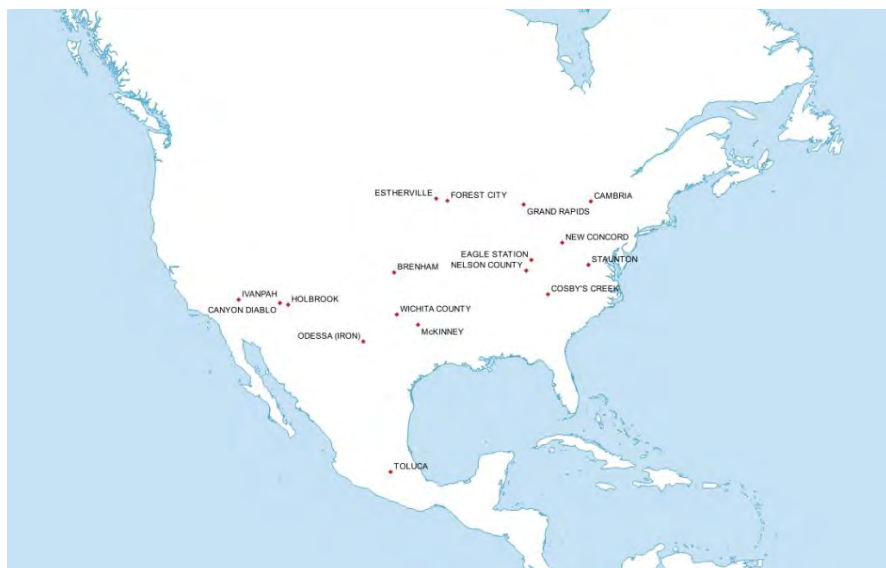 ESTHERVILLE
FOREST CITY
CAMBRIA
GRAND RAPIDS
NEW CONCORD
EAGLE STATION
NELSON COUNTY
STAUNTON
BRENHAM
COSBY'S CREEK
IVANPAH
CANYON DIABLO
HOLBROOK
WICHITA COUNTY
McKINNEY
ODESSA (IRON)
TOLUCA